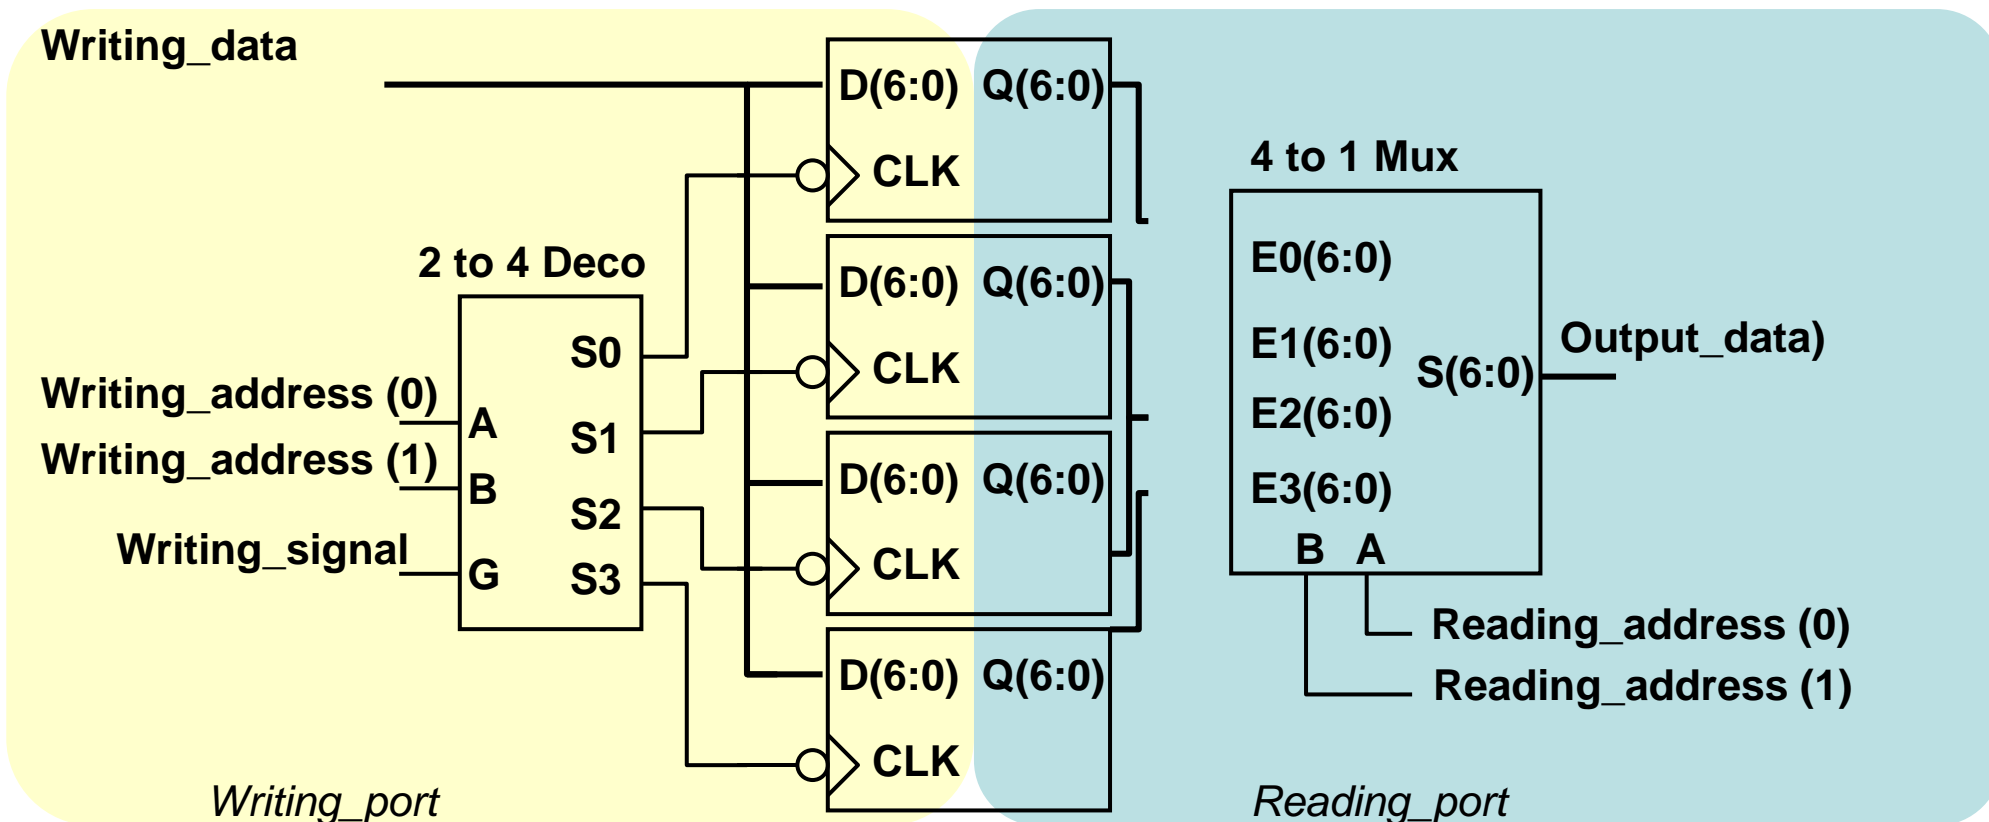 Writing_data
D(6:0) Q(6:0)
CLK
4 to 1 Mux
2 to 4 Deco
D(6:0) Q(6:0)
CLK
E0(6:0)
E1(6:0)
E2(6:0)
E3(6:0)
S(6:0)
B A
Output_data)
S0
S1
S2
S3
Writing_address (0)
A
Writing_address (1)
B
Writing_signal
G
D(6:0) Q(6:0)
CLK
Reading_address (0)
Reading_address (1)
D(6:0) Q(6:0)
CLK
Writing_port
Reading_port